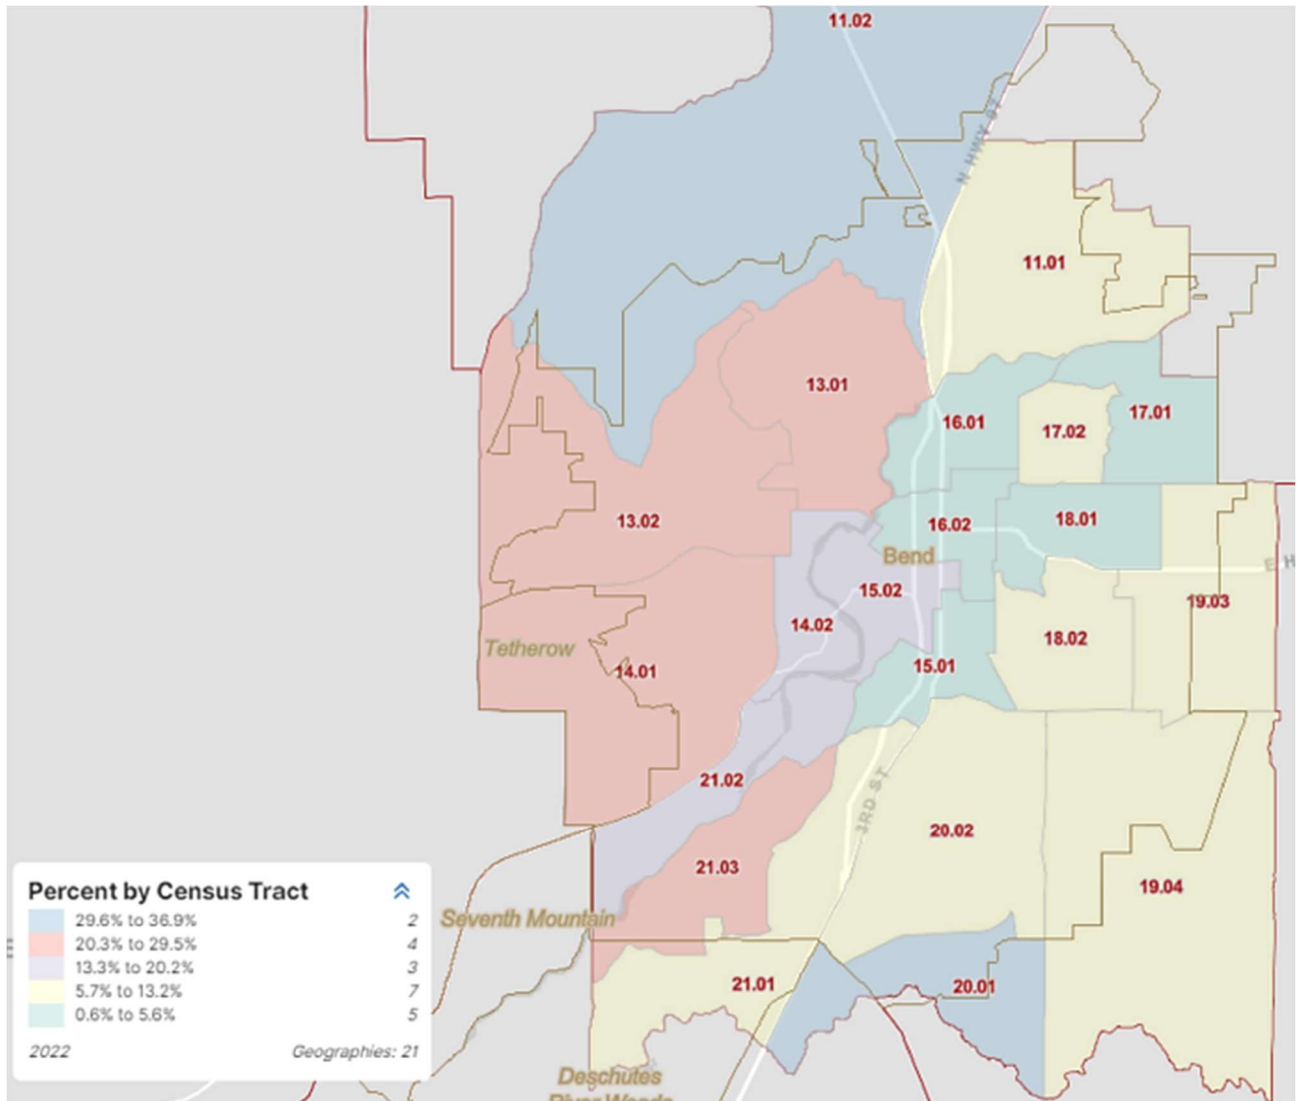 11.02
N HWY 97
11.01
13.01
16.01
17.02
17.01
13.02
16.02
18.01
Bend
E H
15.02
19.03
14.02
18.02
Tetherow
14.01
15.01
21.02
3RD ST
20.02
21.03
19.04
Percent by Census Tract
29.6% to 36.9% 2
20.3% to 29.5% 4
13.3% to 20.2% 3
5.7% to 13.2% 7
0.6% to 5.6% 5
2022 Geographies: 21
Seventh Mountain
21.01
20.01
Deschutes
River Woods